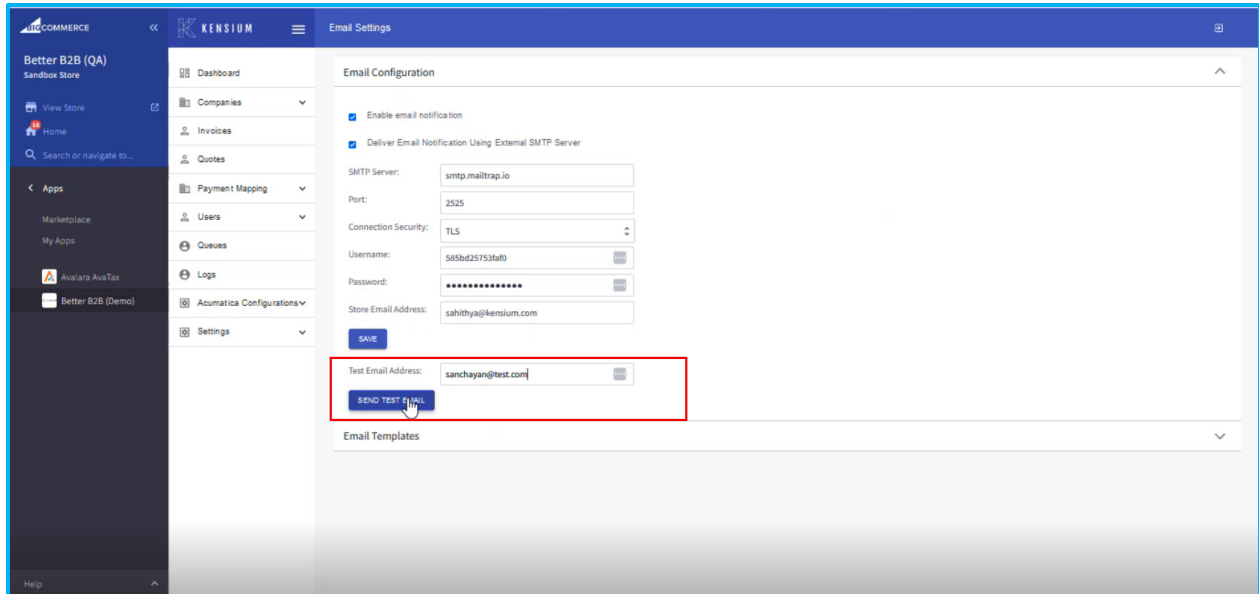 BIGCOMMERCE
KENSIUM
Email Settings
Better B2B (QA)
Sandbox Store
View Store
16
Home
Search or navigate to...
Apps
Marketplace
My Apps
Avalara AvaTax
Better B2B (Demo)
Help
Dashboard
Companies
Invoices
Quotes
Payment Mapping
Users
Queues
Logs
Acumatica Configurations
Settings
Email Configuration
Enable email notification
Deliver Email Notification Using External SMTP Server
SMTP Server: smtp.mailtrap.io
Port: 2525
Connection Security: TLS
Username: 585bd25753faf0
Password: ••••••••••••••
Store Email Address: sahithya@kensium.com
SAVE
Test Email Address: sanchayan@test.com
SEND TEST EMAIL
Email Templates